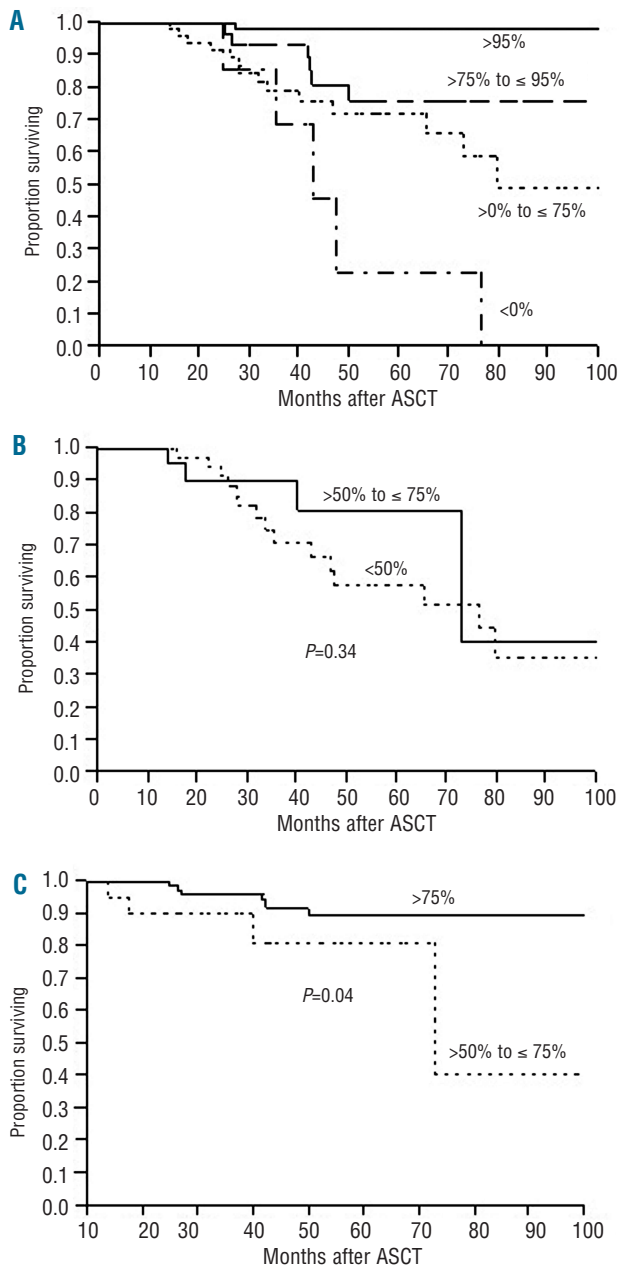 A
Proportion surviving
1.0
0.9
0.8
0.7
0.6
0.5
0.4
0.3
0.2
0.1
0.0
>95%
>75% to ≤ 95%
>0% to ≤ 75%
<0%
0 10 20 30 40 50 60 70 80 90 100
Months after ASCT
B
Proportion surviving
1.0
0.9
0.8
0.7
0.6
0.5
0.4
0.3
0.2
0.1
0.0
>50% to ≤ 75%
<50%
P=0.34
0 10 20 30 40 50 60 70 80 90 100
Months after ASCT
C
Proportion surviving
1.0
0.9
0.8
0.7
0.6
0.5
0.4
0.3
0.2
0.1
0.0
>75%
P=0.04
>50% to ≤ 75%
10 20 30 40 50 60 70 80 90 100
Months after ASCT